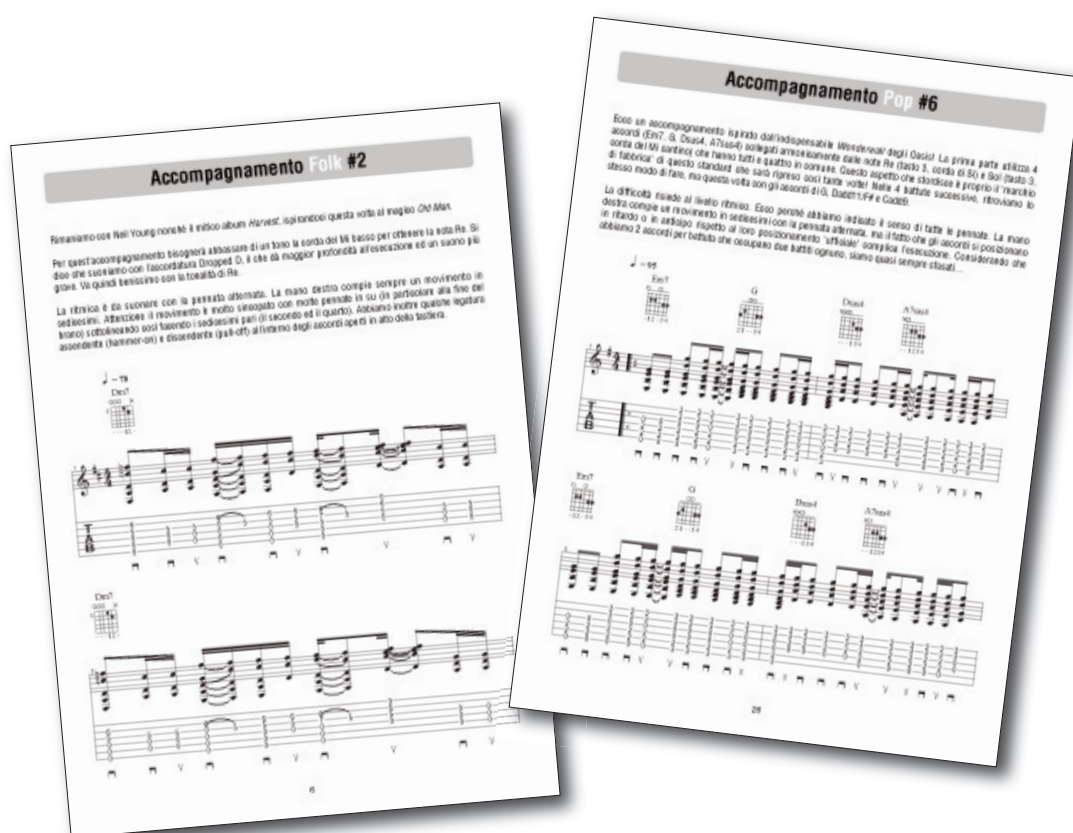 Accompagnamento Folk #2
Rimaniamo con Neil Young nonché il mitico album Harvest, ispirandoci questa volta al magico Old Man.
Per quest'accompagnamento bisognerà abbassare di un tono la corda del Mi basso per ottenere la nota Re. Si
dice che suoniamo con l'accordatura Dropped D, il che dà maggior profondità all'esecuzione ed un suono più
grave. Va quindi benissimo con la tonalità di Re.
La ritmica è da suonare con la pennata alternata. La mano destra compie sempre un movimento in
sedicesimi. Attenzione il movimento è molto sincopato con molte pennate in su (in particolare alla fine del
brano) sottolineando così facendo i sedicesimi pari (il secondo ed il quarto). Abbiamo inoltre qualche legatura
ascendente (hammer-on) e discendente (pull-off) all'interno degli accordi aperti in alto della tastiera.
♩ = 78
Dm7
TAB
Dm7
6
Accompagnamento Pop #6
Ecco un accompagnamento ispirato dall'indispensabile Wonderwall degli Oasis! La prima parte utilizza 4
accordi (Em7, G, Dsus4, A7sus4) collegati armonicamente dalle note Re (tasto 3, corda di Si) e Sol (tasto 3,
corda del Mi cantino) che hanno tutti e quattro in comune. Questo aspetto che stordisce è proprio il "marchio
di fabbrica" di questo standard che sarà ripreso così tante volte! Nelle 4 battute successive, ritroviamo lo
stesso modo di fare, ma questa volta con gli accordi di G, Dadd11/F# e Cadd9.
La difficoltà risiede al livello ritmico. Ecco perché abbiamo indicato il senso di tutte le pennate. La mano
destra compie un movimento in sedicesimi con la pennata alternata, ma il fatto che gli accordi si posizionano
in ritardo o in anticipo rispetto al loro posizionamento "ufficiale" complica l'esecuzione. Considerando che
abbiamo 2 accordi per battuta che occupano due battiti ognuno, siamo quasi sempre sfasati...
♩ = 95
Em7 G Dsus4 A7sus4
TAB
Em7 G Dsus4 A7sus4
26